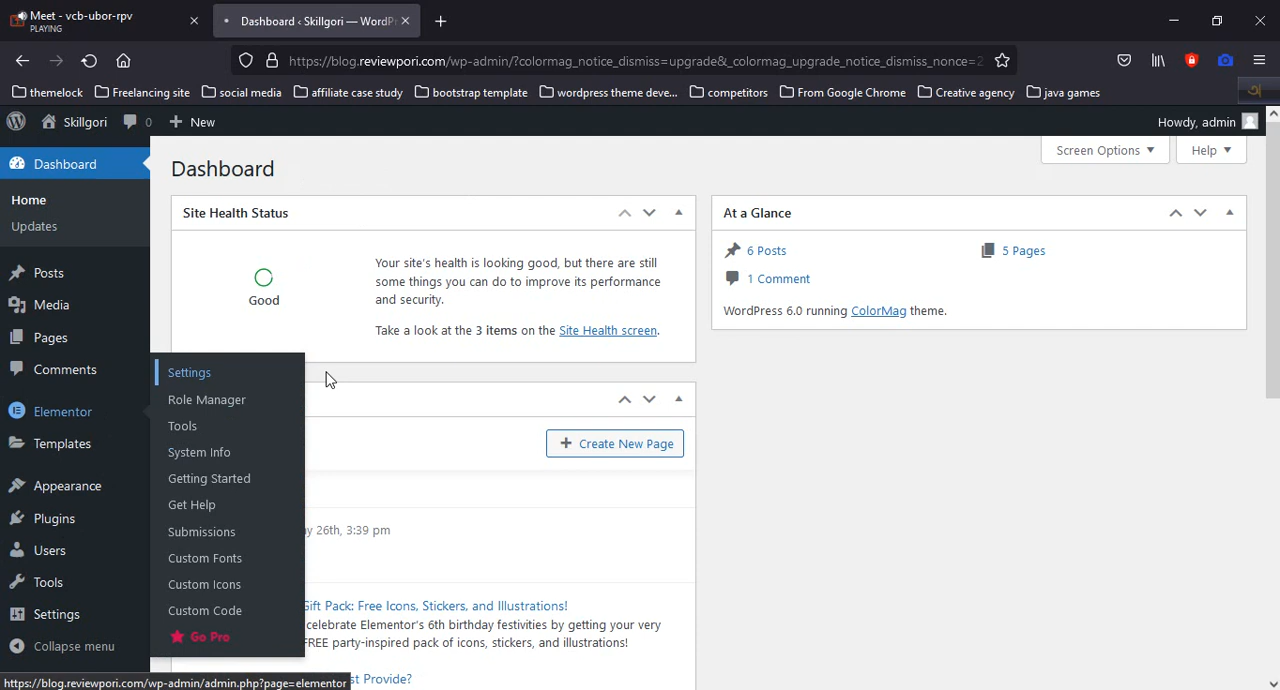 Meet - vcb-ubor-rpv
PLAYING
Dashboard ‹ Skillgori — WordPr
https://blog.reviewpori.com/wp-admin/?colormag_notice_dismiss=upgrade&_colormag_upgrade_notice_dismiss_nonce=2
themelock
Freelancing site
social media
affiliate case study
bootstrap template
wordpress theme deve...
competitors
From Google Chrome
Creative agency
java games
অ
Skillgori
0
New
Howdy, admin
Dashboard
Home
Updates
Posts
Media
Pages
Comments
Elementor
Templates
Appearance
Plugins
Users
Tools
Settings
Collapse menu
Settings
Role Manager
Tools
System Info
Getting Started
Get Help
Submissions
Custom Fonts
Custom Icons
Custom Code
Go Pro
Screen Options
Help
Dashboard
Site Health Status
Good
Your site's health is looking good, but there are still
some things you can do to improve its performance
and security.
Take a look at the 3 items on the Site Health screen.
At a Glance
6 Posts
5 Pages
1 Comment
WordPress 6.0 running ColorMag theme.
Create New Page
26th, 3:39 pm
Gift Pack: Free Icons, Stickers, and Illustrations!
celebrate Elementor's 6th birthday festivities by getting your very
FREE party-inspired pack of icons, stickers, and illustrations!
Provide?
https://blog.reviewpori.com/wp-admin/admin.php?page=elementor